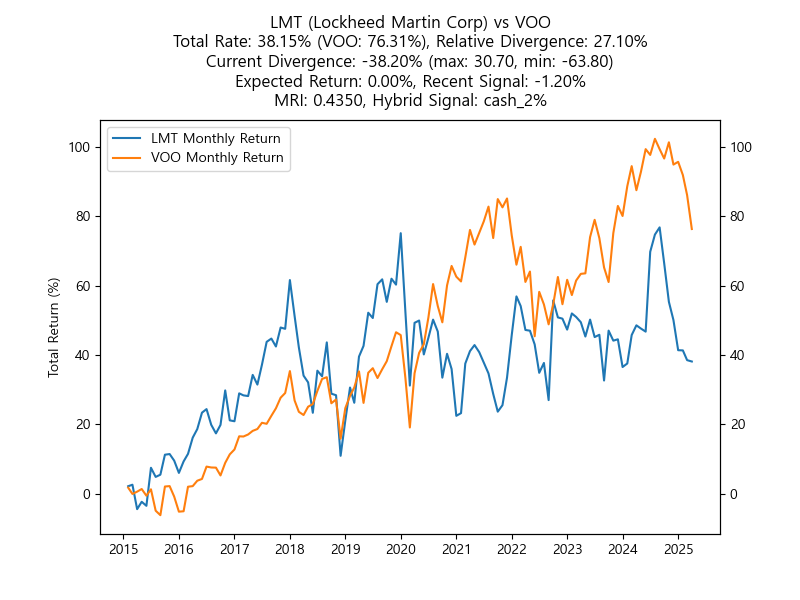 LMT (Lockheed Martin Corp) vs VOO
Total Rate: 38.15% (VOO: 76.31%), Relative Divergence: 27.10%
Current Divergence: -38.20% (max: 30.70, min: -63.80)
Expected Return: 0.00%, Recent Signal: -1.20%
MRI: 0.4350, Hybrid Signal: cash_2%
LMT Monthly Return
VOO Monthly Return
Total Return (%)
100 100
80 80
60 60
40 40
20 20
0 0
2015 2016 2017 2018 2019 2020 2021 2022 2023 2024 2025